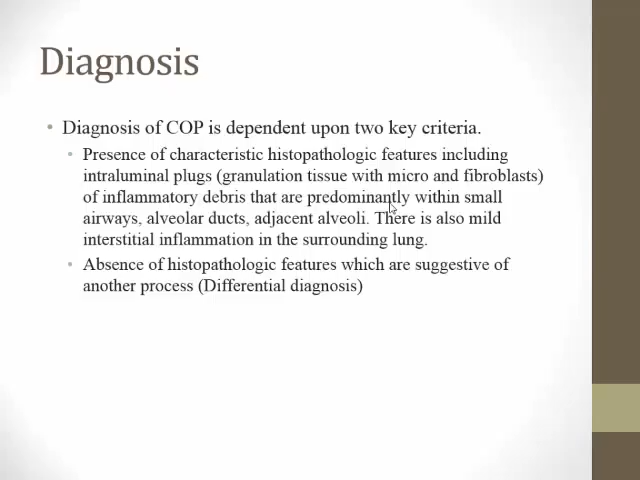 Diagnosis
• Diagnosis of COP is dependent upon two key criteria.
• Presence of characteristic histopathologic features including
intraluminal plugs (granulation tissue with micro and fibroblasts)
of inflammatory debris that are predominantly within small
airways, alveolar ducts, adjacent alveoli. There is also mild
interstitial inflammation in the surrounding lung.
• Absence of histopathologic features which are suggestive of
another process (Differential diagnosis)